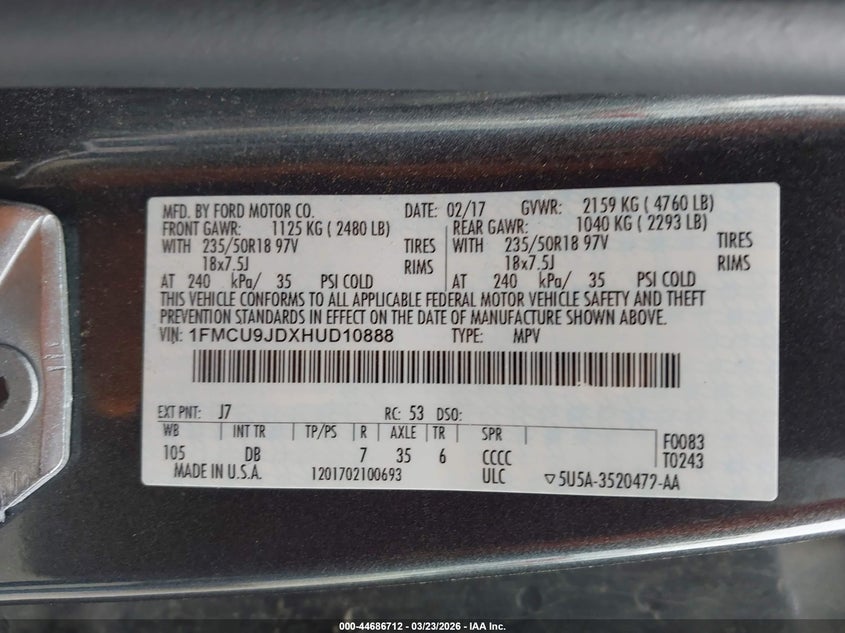 MFD. BY FORD MOTOR CO. DATE: 02/17 GVWR: 2159 KG ( 4760 LB)
FRONT GAWR: 1125 KG ( 2480 LB) REAR GAWR: 1040 KG ( 2293 LB)
WITH 235/50R18 97V TIRES WITH 235/50R18 97V TIRES
18x7.5J RIMS 18x7.5J RIMS
AT 240 kPa/ 35 PSI COLD AT 240 kPa/ 35 PSI COLD
THIS VEHICLE CONFORMS TO ALL APPLICABLE FEDERAL MOTOR VEHICLE SAFETY AND THEFT
PREVENTION STANDARDS IN EFFECT ON THE DATE OF MANUFACTURE SHOWN ABOVE.
VIN: 1FMCU9JDXHUD10888 TYPE: MPV
EXT PNT: J7 RC: 53 DSO:
WB INT TR TP/PS R AXLE TR SPR F0083
105 DB 7 35 6 CCCC T0243
MADE IN U.S.A. 1201702100693 ULC ▽5U5A-3520472-AA
000-44686712 - 03/23/2026 - IAA Inc.